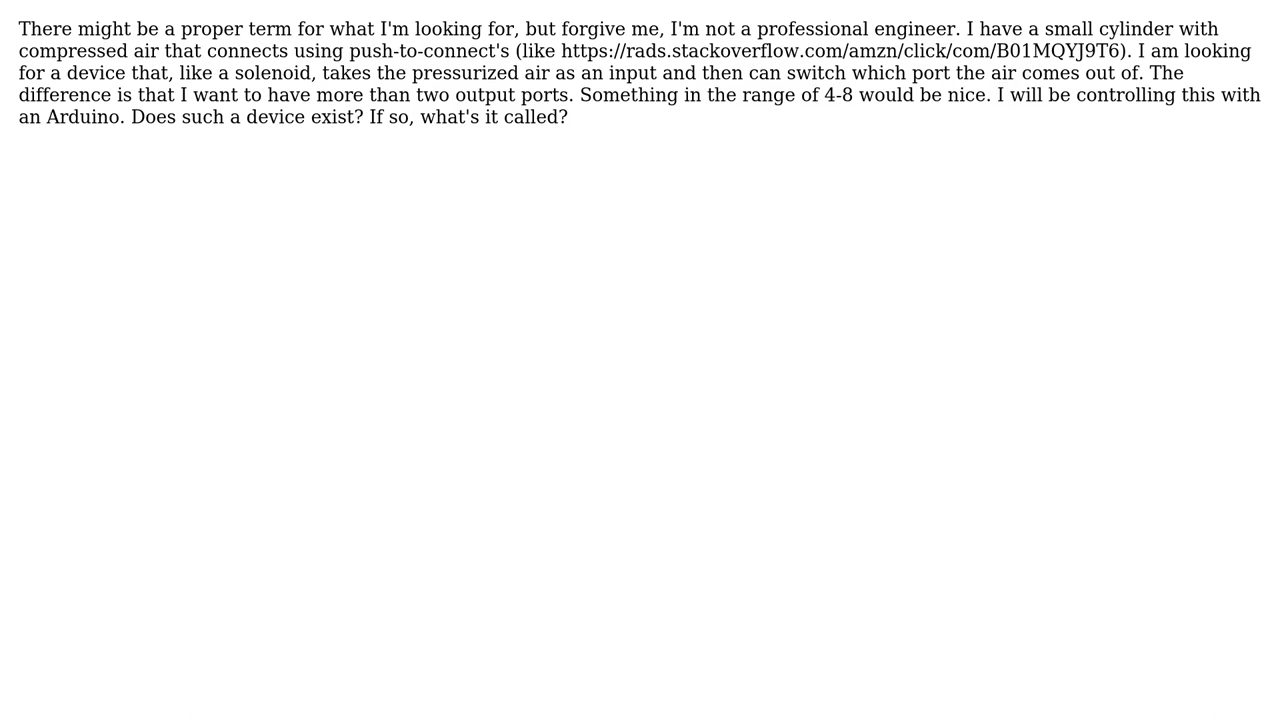 There might be a proper term for what I'm looking for, but forgive me, I'm not a professional engineer. I have a small cylinder with
compressed air that connects using push-to-connect's (like https://rads.stackoverflow.com/amzn/click/com/B01MQYJ9T6). I am looking
for a device that, like a solenoid, takes the pressurized air as an input and then can switch which port the air comes out of. The
difference is that I want to have more than two output ports. Something in the range of 4-8 would be nice. I will be controlling this with
an Arduino. Does such a device exist? If so, what's it called?